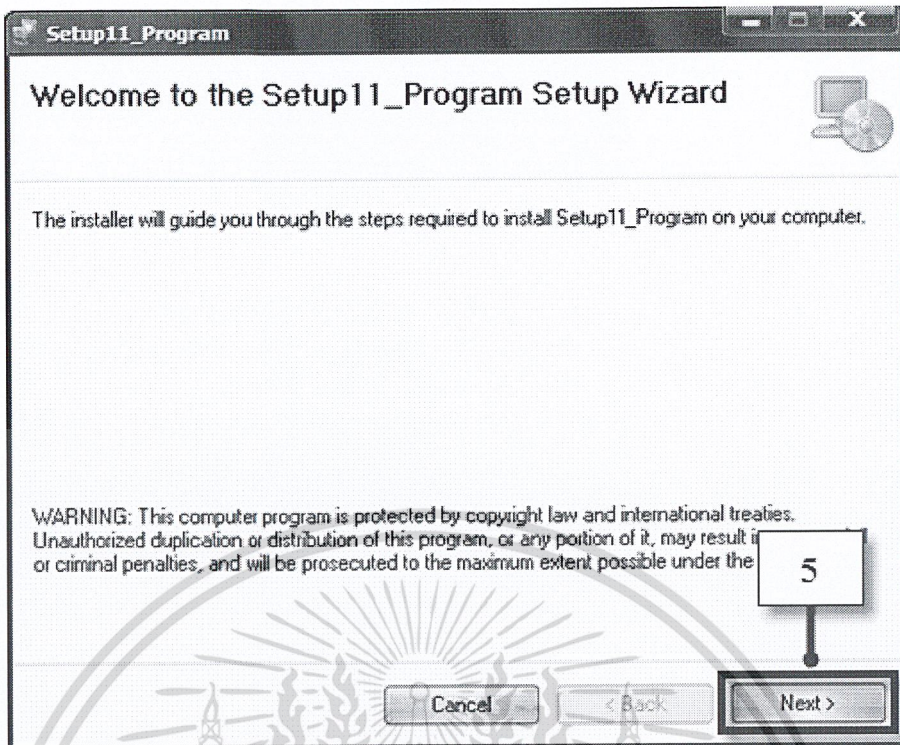 Setup11_Program
Welcome to the Setup11_Program Setup Wizard
The installer will guide you through the steps required to install Setup11_Program on your computer.
WARNING: This computer program is protected by copyright law and international treaties.
Unauthorized duplication or distribution of this program, or any portion of it, may result
or criminal penalties, and will be prosecuted to the maximum extent possible under the
5
Cancel
< Back
Next >